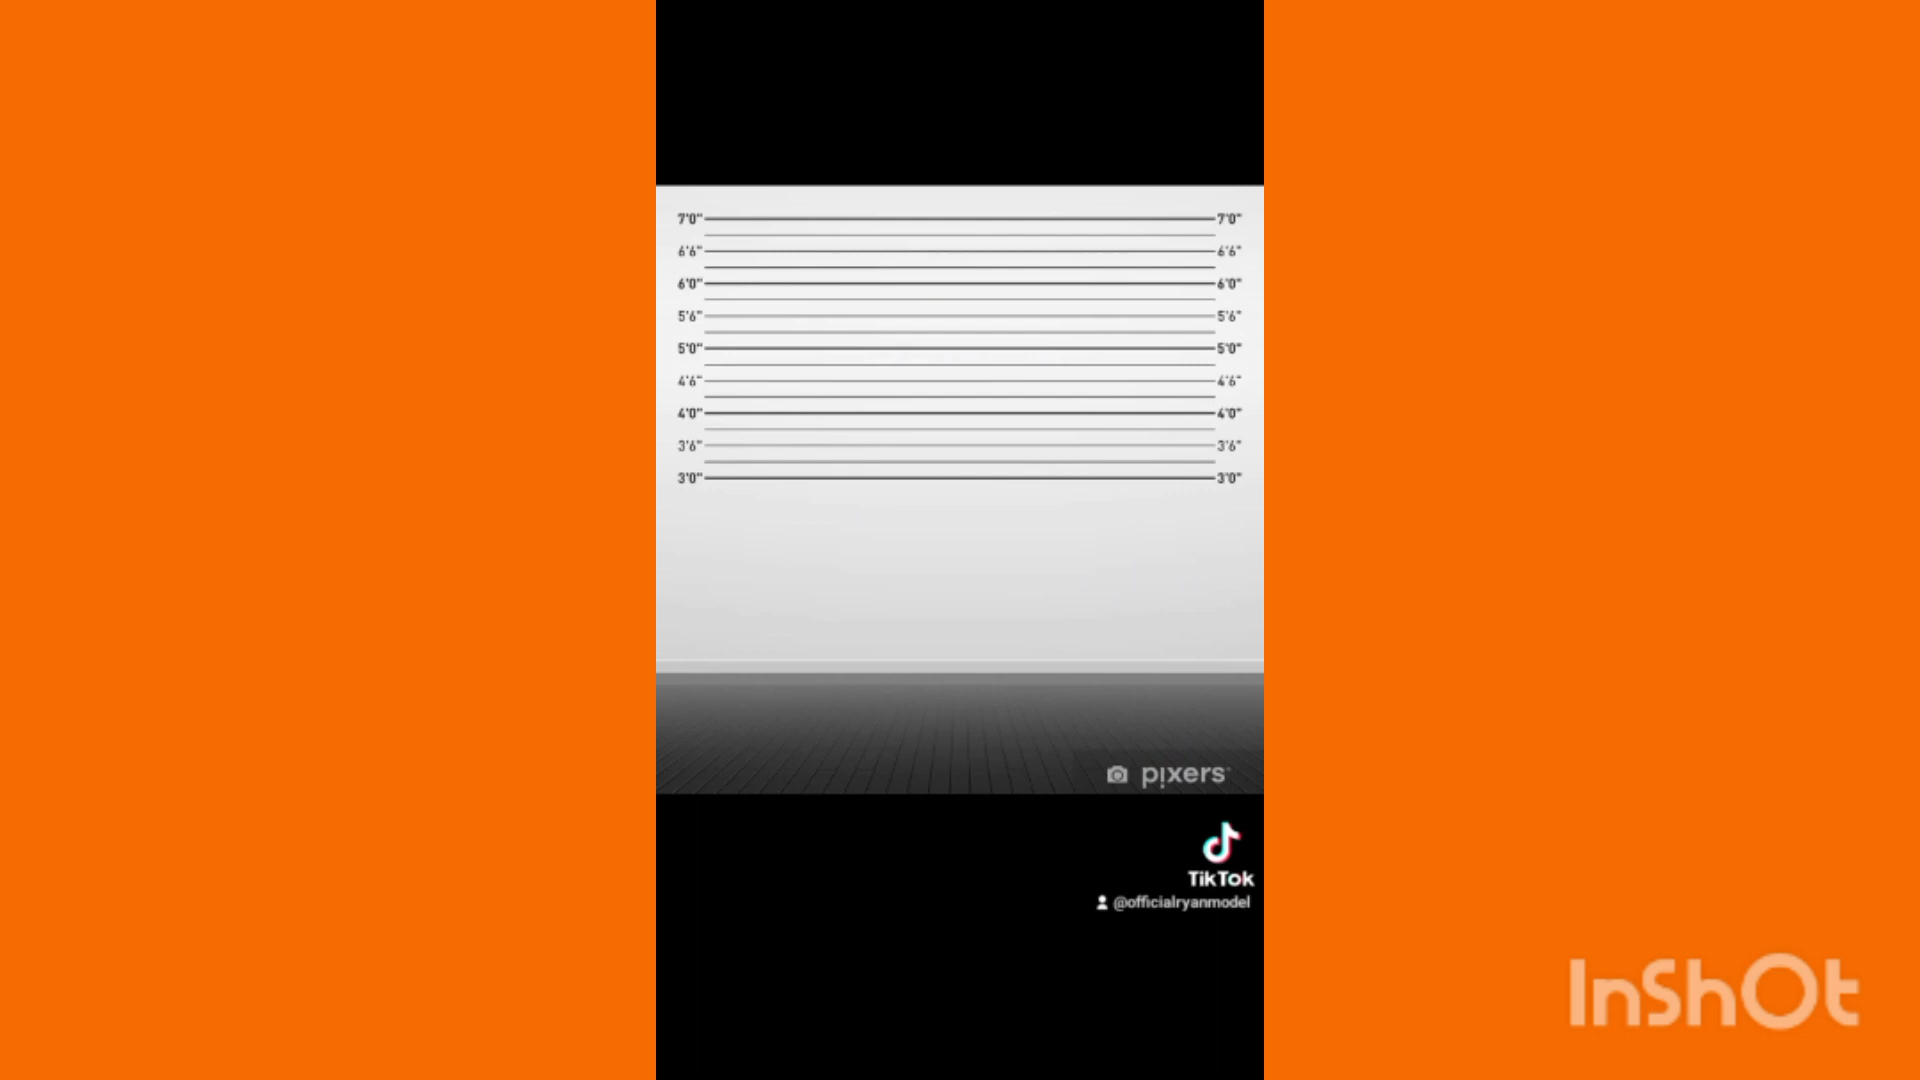 7'0" 7'0"
6'6" 6'6"
6'0" 6'0"
5'6" 5'6"
5'0" 5'0"
4'6" 4'6"
4'0" 4'0"
3'6" 3'6"
3'0" 3'0"
pixers
TikTok
@officialryanmodel
InShOt